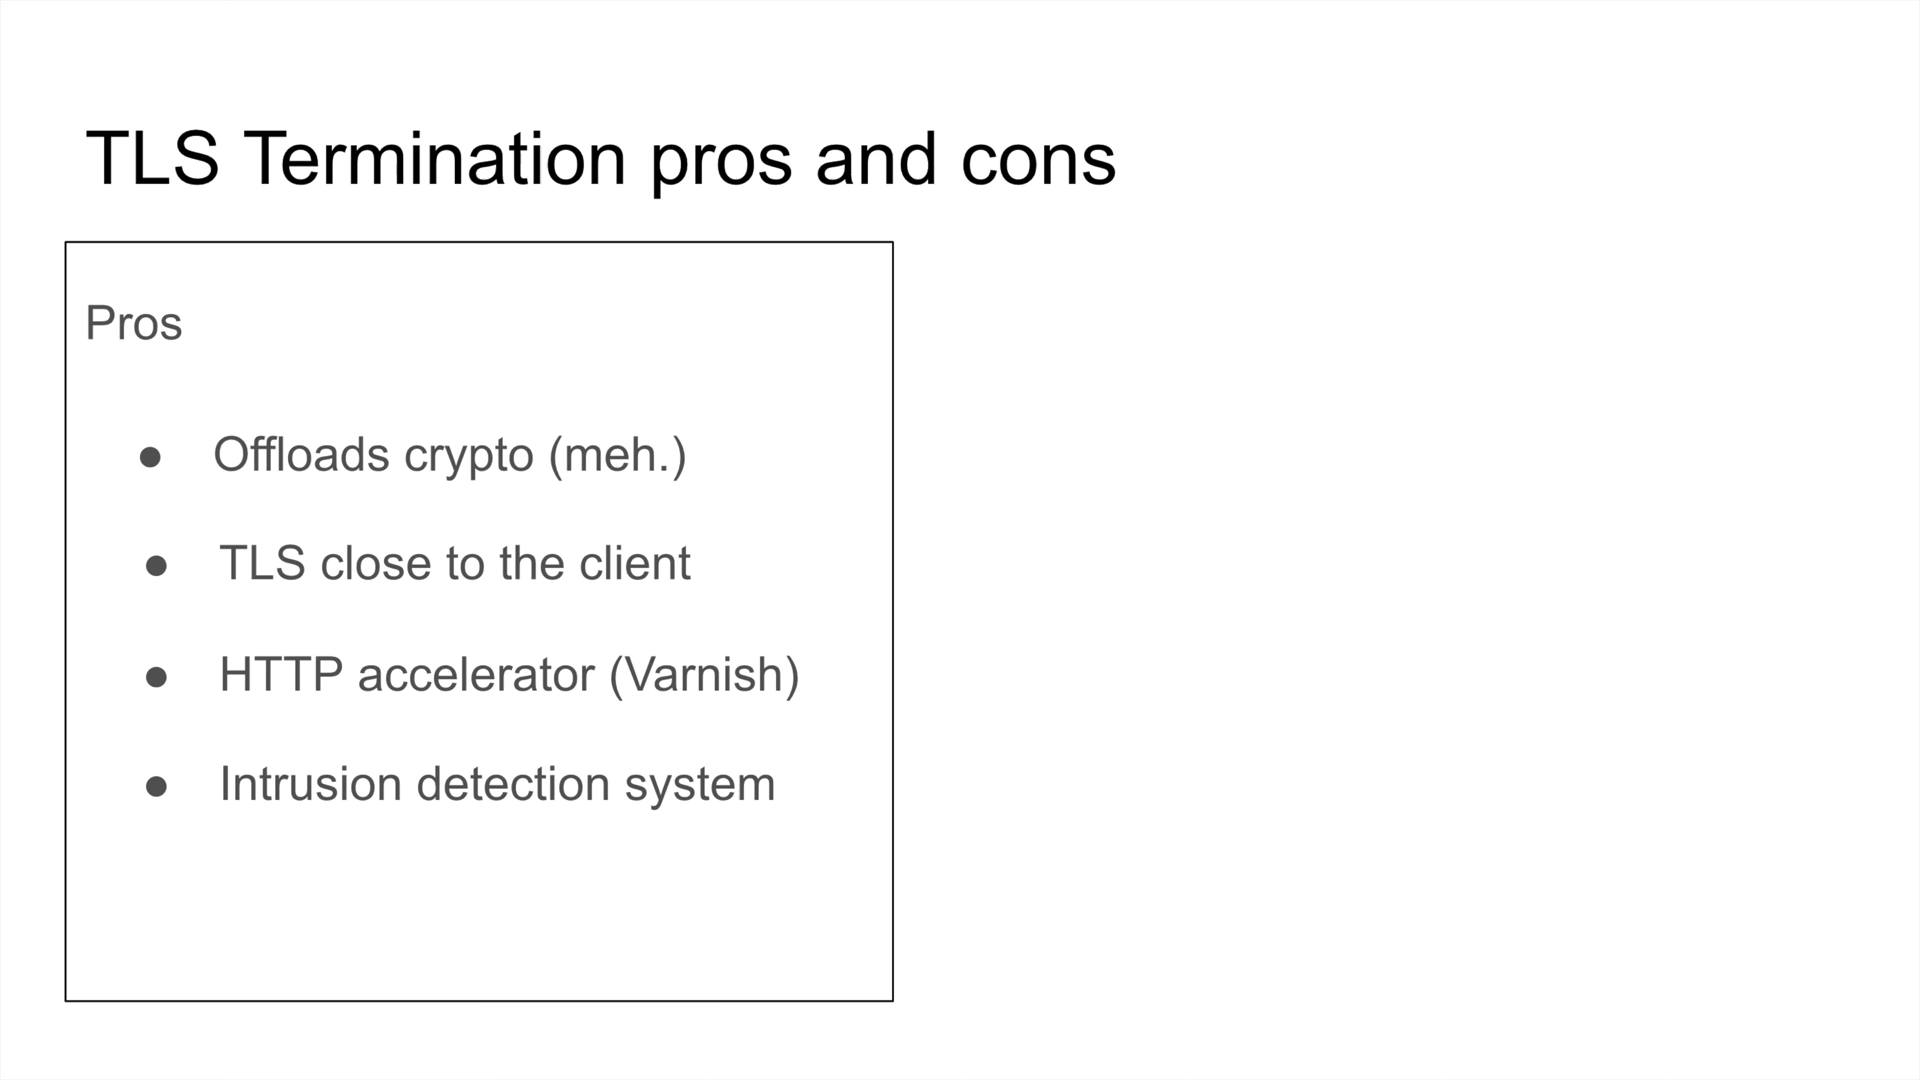 TLS Termination pros and cons
Pros
● Offloads crypto (meh.)
● TLS close to the client
● HTTP accelerator (Varnish)
● Intrusion detection system